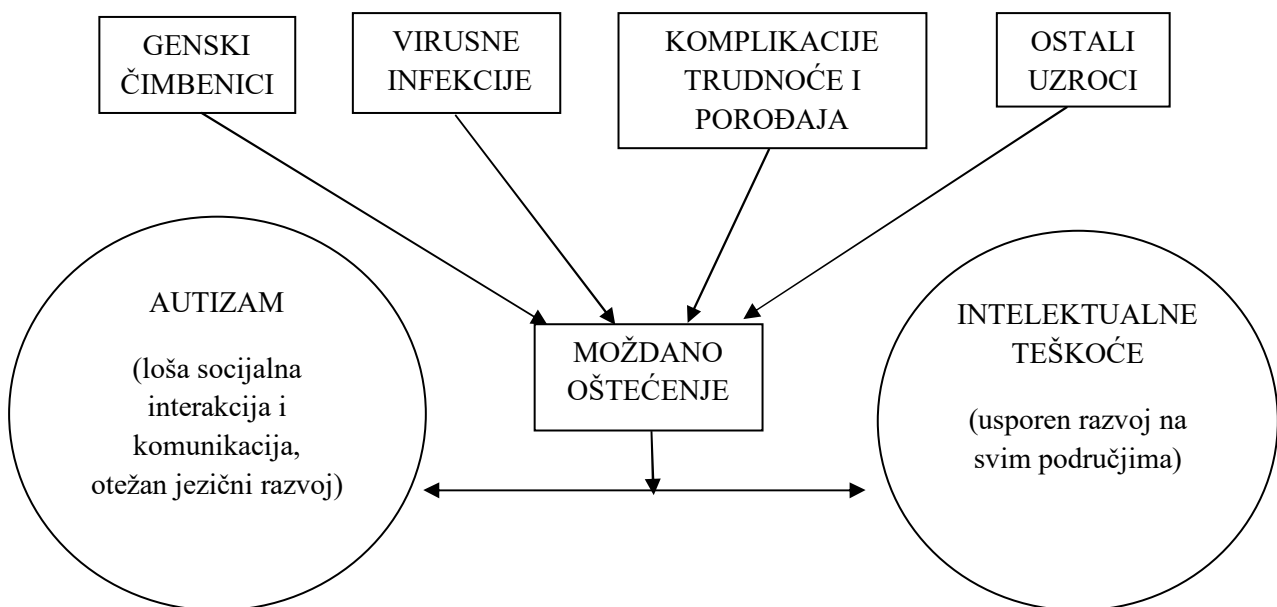 GENSKI
ČIMBENICI
VIRUSNE
INFEKCIJE
KOMPLIKACIJE
TRUDNOĆE I
POROĐAJA
OSTALI
UZROCI
AUTIZAM
(loša socijalna
interakcija i
komunikacija,
otežan jezični razvoj)
MOŽDANO
OŠTEĆENJE
INTELEKTUALNE
TEŠKOĆE
(usporen razvoj na
svim područjima)